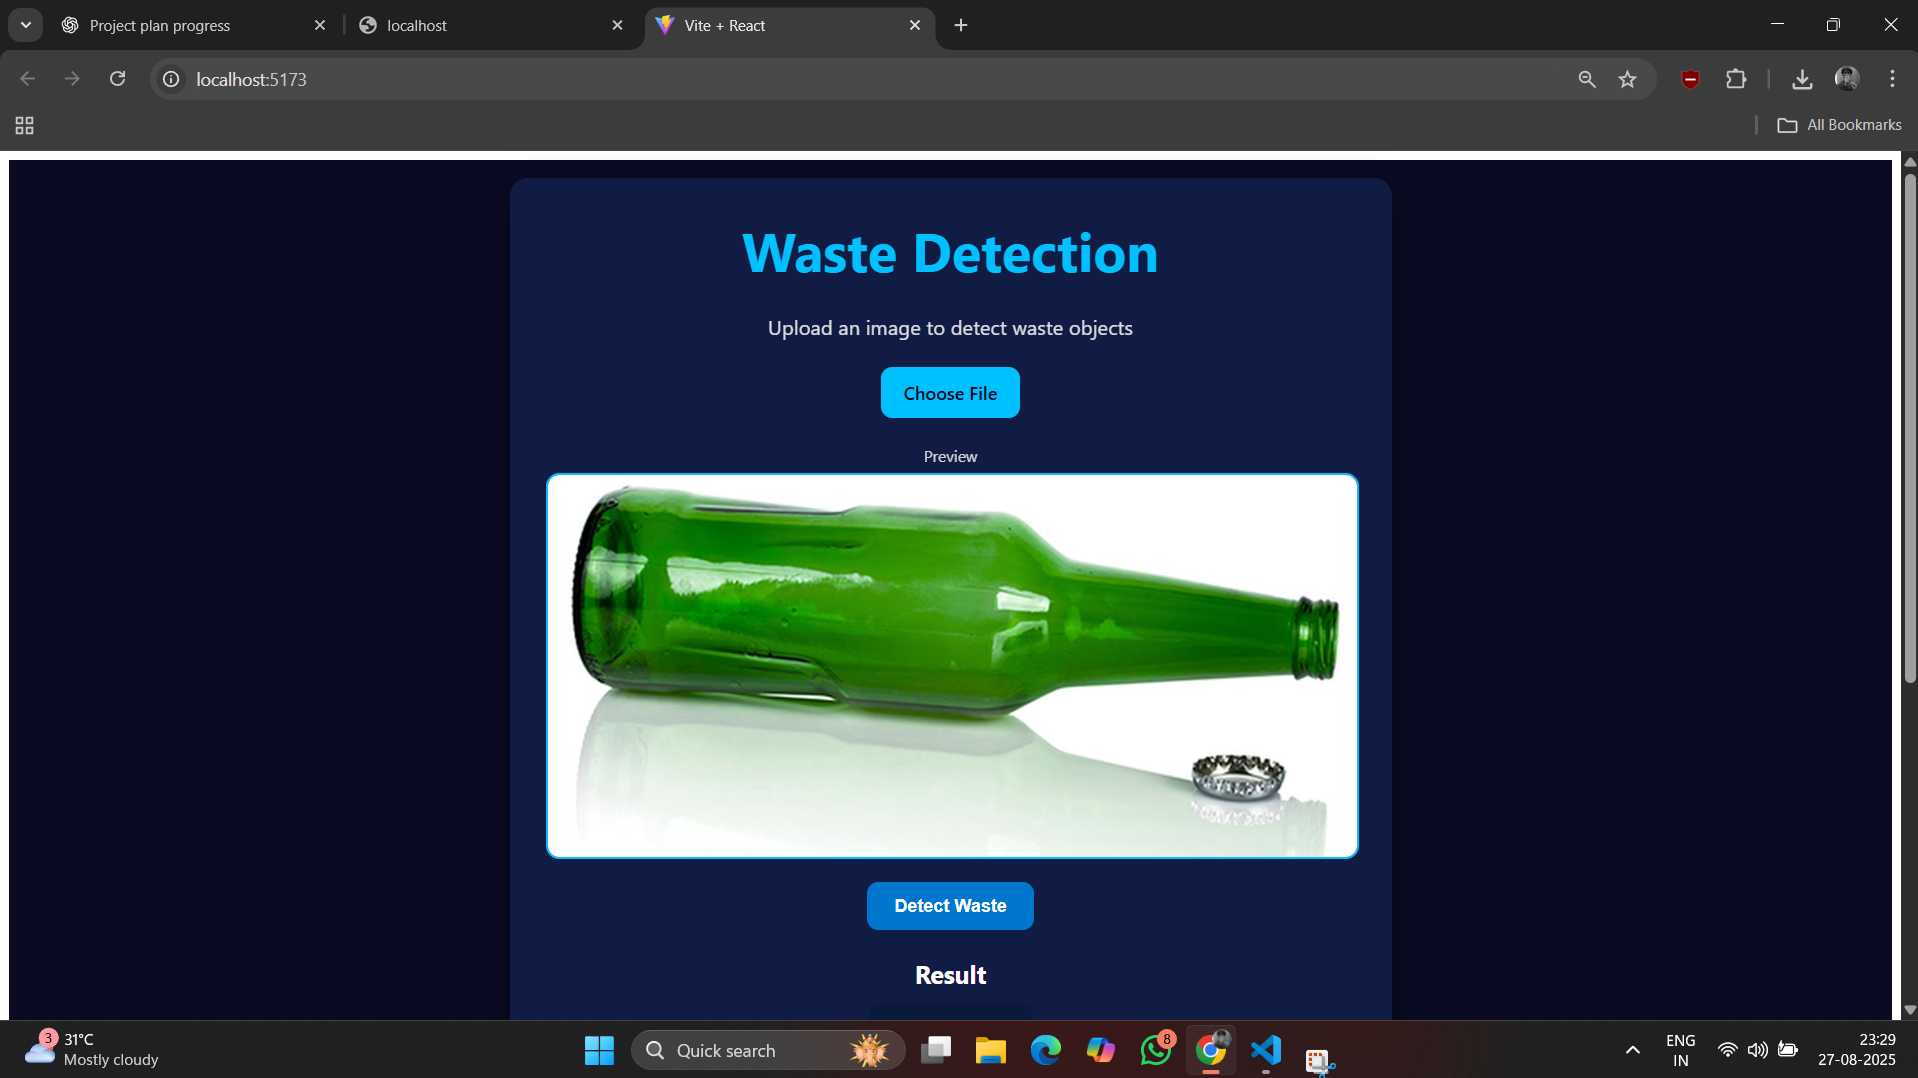 Project plan progress
localhost
Vite + React
localhost:5173
All Bookmarks
Waste Detection
Upload an image to detect waste objects
Choose File
Preview
Detect Waste
Result
3
31°C
Mostly cloudy
Quick search
8
ENG
IN
23:29
27-08-2025